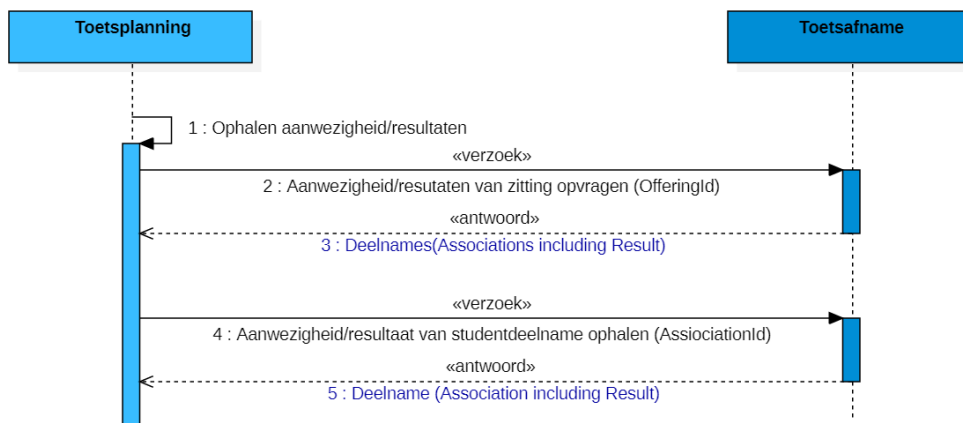 Toetsplanning
Toetsafname
1 : Ophalen aanwezigheid/resultaten
«verzoek»
2 : Aanwezigheid/resutaten van zitting opvragen (OfferingId)
«antwoord»
3 : Deelnames(Associations including Result)
«verzoek»
4 : Aanwezigheid/resultaat van studentdeelname ophalen (AssiociationId)
«antwoord»
5 : Deelname (Association including Result)